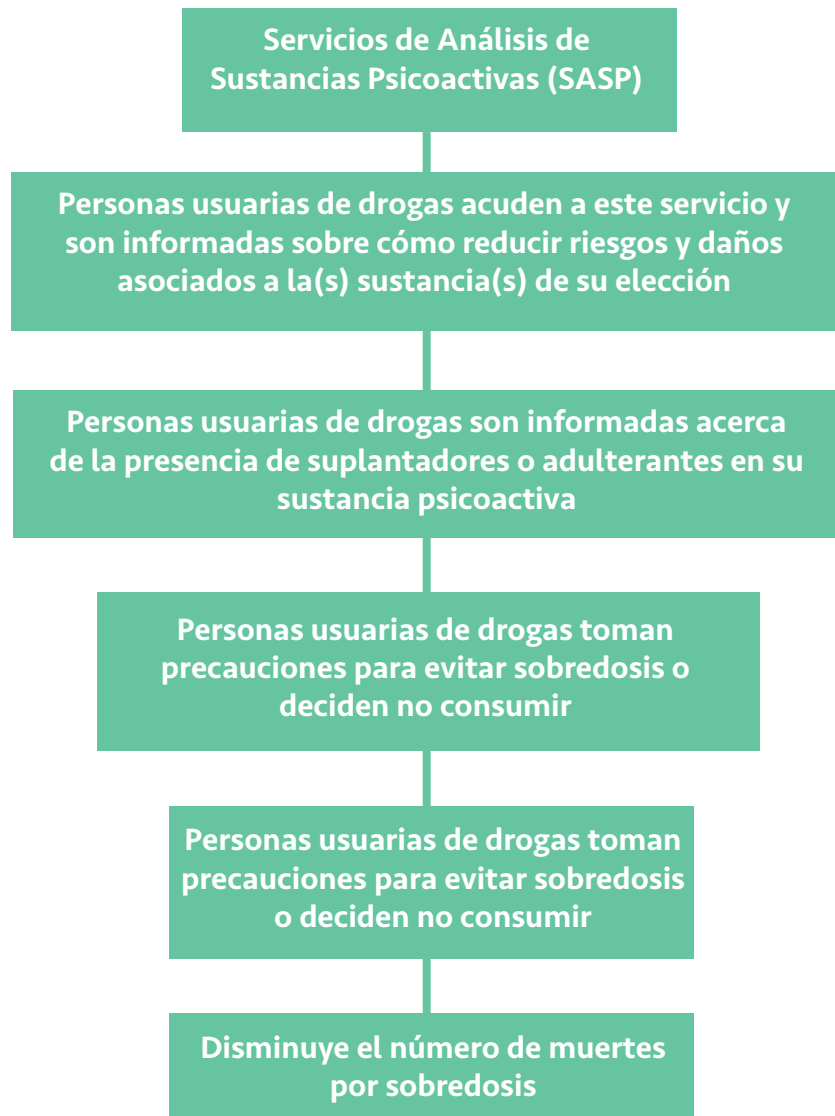 Servicios de Análisis de
Sustancias Psicoactivas (SASP)
Personas usuarias de drogas acuden a este servicio y
son informadas sobre cómo reducir riesgos y daños
asociados a la(s) sustancia(s) de su elección
Personas usuarias de drogas son informadas acerca
de la presencia de suplantadores o adulterantes en su
sustancia psicoactiva
Personas usuarias de drogas toman
precauciones para evitar sobredosis o
deciden no consumir
Personas usuarias de drogas toman
precauciones para evitar sobredosis
o deciden no consumir
Disminuye el número de muertes
por sobredosis